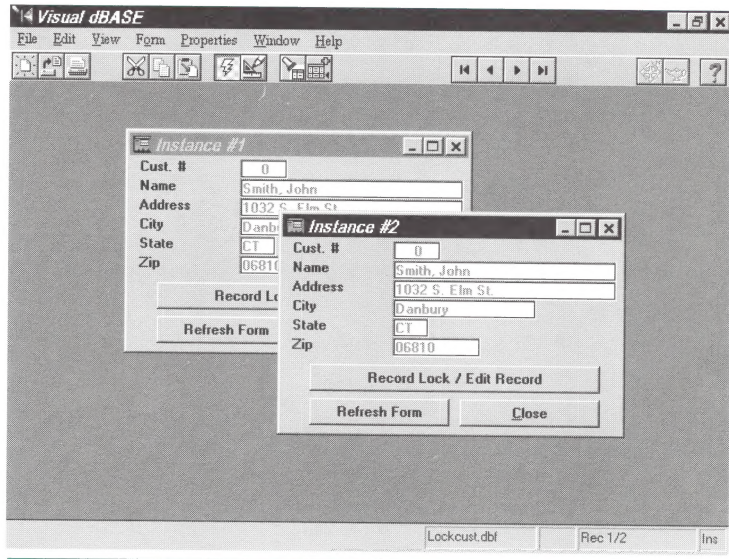 Visual dBASE
File Edit View Form Properties Window Help
Instance #1
Cust. # 0
Name Smith, John
Address 1032 S. Elm St.
City Danb
State CT
Zip 0681
Record Lo
Refresh Form
Instance #2
Cust. # 0
Name Smith, John
Address 1032 S. Elm St.
City Danbury
State CT
Zip 06810
Record Lock / Edit Record
Refresh Form Close
Lockcust.dbf Rec 1/2 Ins